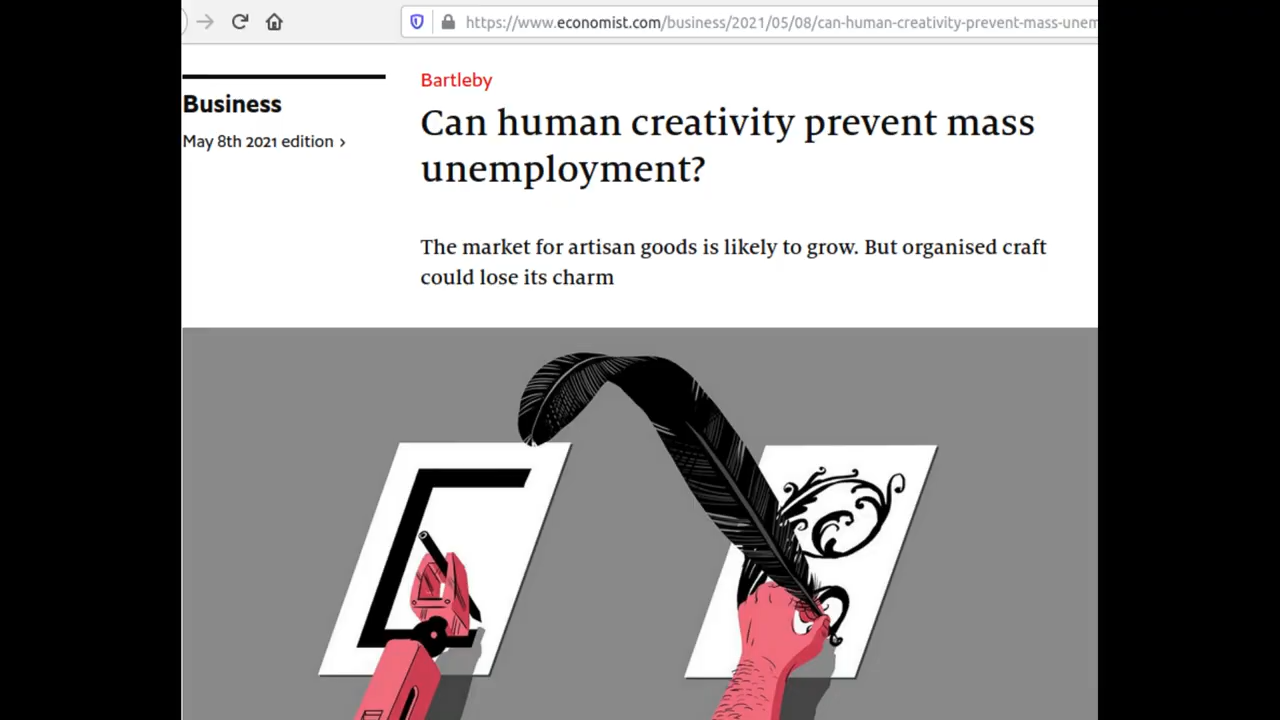 https://www.economist.com/business/2021/05/08/can-human-creativity-prevent-mass-unem
Business
May 8th 2021 edition ›
Bartleby
Can human creativity prevent mass
unemployment?
The market for artisan goods is likely to grow. But organised craft
could lose its charm